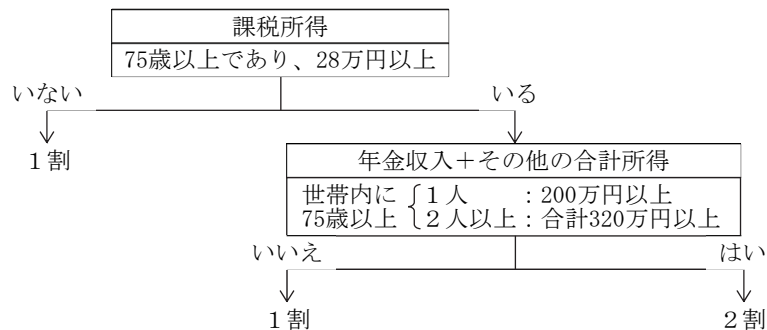 課税所得
75歳以上であり、28万円以上
いない
いる
1割
年金収入＋その他の合計所得
世帯内に 1人 ：200万円以上
75歳以上 2人以上：合計320万円以上
いいえ
はい
1割
2割